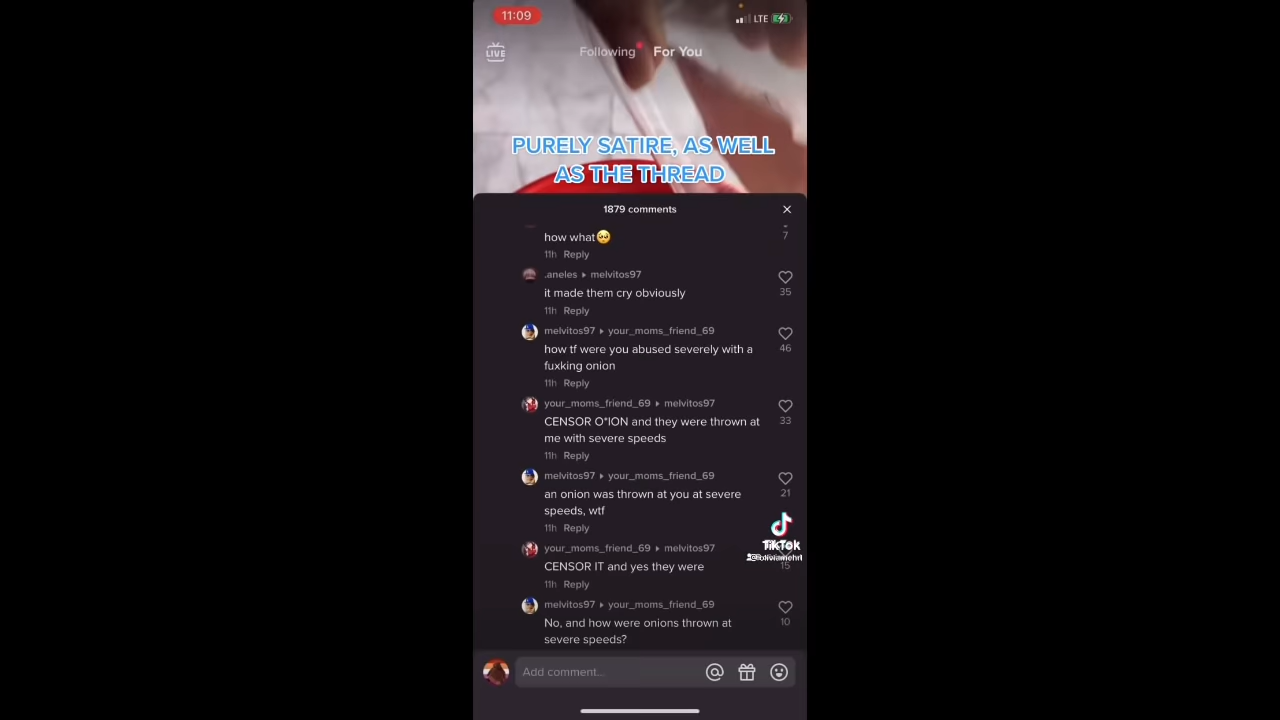 11:09
LTE
LIVE
Following
For You
PURELY SATIRE, AS WELL
AS THE THREAD
1879 comments
how what🥺
7
11h Reply
.aneles ▸ melvitos97
it made them cry obviously
35
11h Reply
melvitos97 ▸ your_moms_friend_69
how tf were you abused severely with a
fuxking onion
46
11h Reply
your_moms_friend_69 ▸ melvitos97
CENSOR O*ION and they were thrown at
me with severe speeds
33
11h Reply
melvitos97 ▸ your_moms_friend_69
an onion was thrown at you at severe
speeds, wtf
21
11h Reply
TikTok
your_moms_friend_69 ▸ melvitos97
CENSOR IT and yes they were
15
11h Reply
melvitos97 ▸ your_moms_friend_69
No, and how were onions thrown at
severe speeds?
10
Add comment...